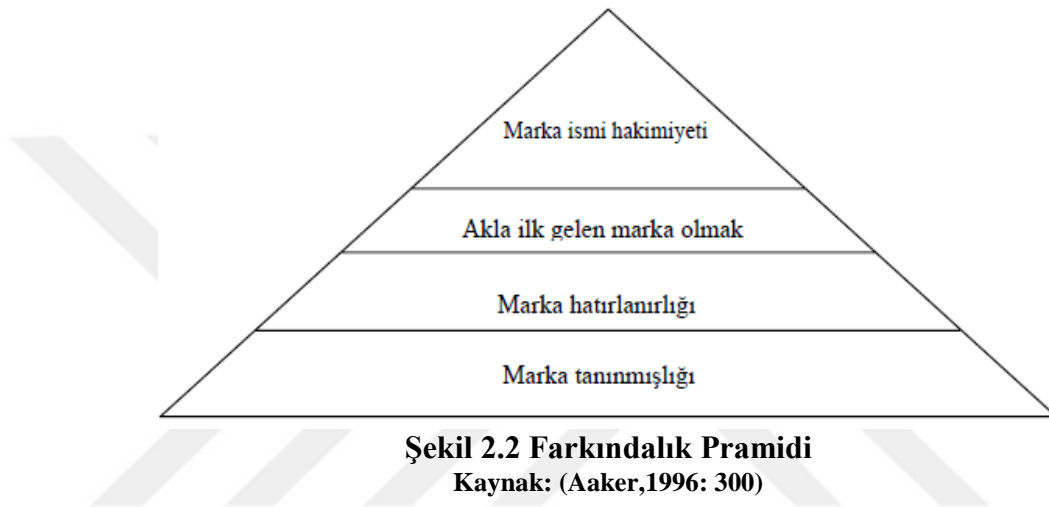 Marka ismi hakimiyeti
Akla ilk gelen marka olmak
Marka hatırlanırlığı
Marka tanınmışlığı
Şekil 2.2 Farkındalık Pramidi
Kaynak: (Aaker,1996: 300)